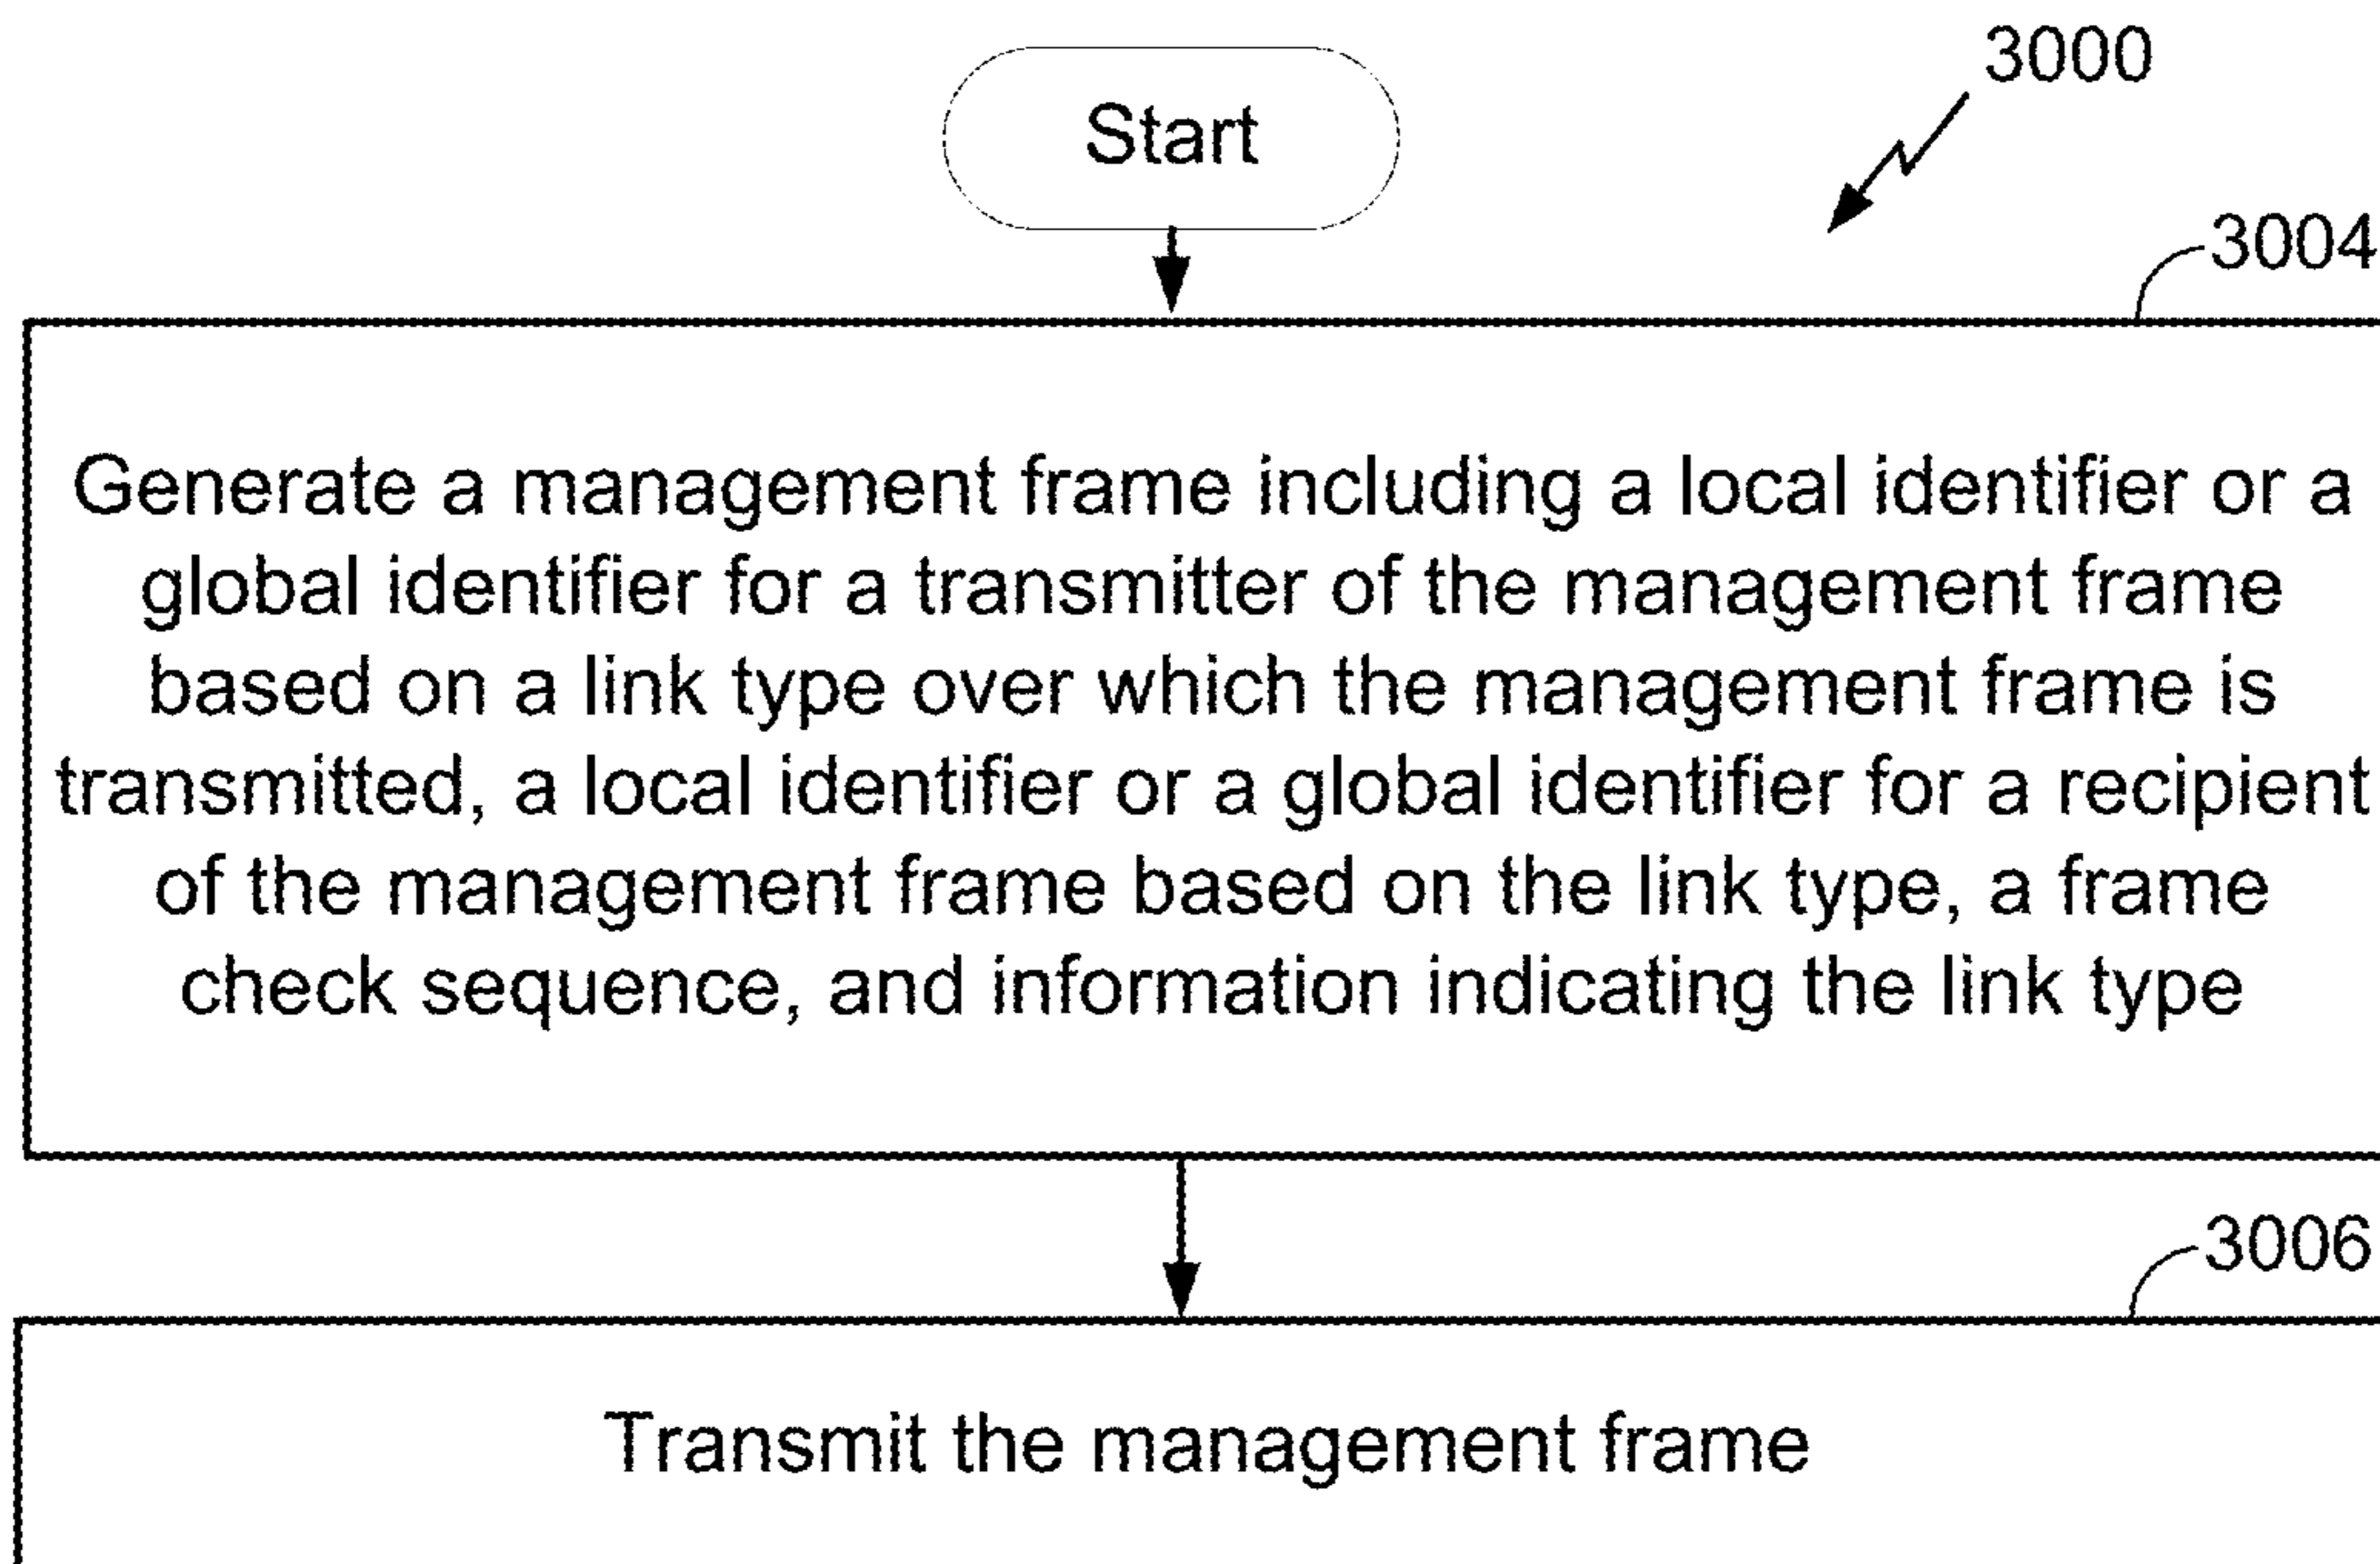 3000
Start
3004
Generate a management frame including a local identifier or a
global identifier for a transmitter of the management frame
based on a link type over which the management frame is
transmitted, a local identifier or a global identifier for a recipient
of the management frame based on the link type, a frame
check sequence, and information indicating the link type
3006
Transmit the management frame